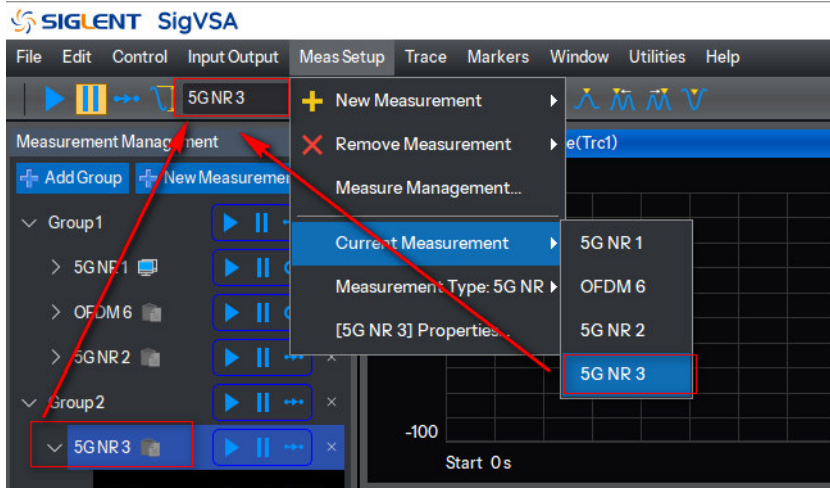 SIGLENT SigVSA
File Edit Control Input Output Meas Setup Trace Markers Window Utilities Help
5G NR 3
New Measurement
Measurement Management
Remove Measurement
e(Trc1)
Add Group New Measuremen
Measure Management...
Group1
Current Measurement
5G NR 1
5G NR 1
Measurement Type: 5G NR
OFDM 6
OFDM 6
[5G NR 3] Properties...
5G NR 2
5G NR 2
5G NR 3
Group2
-100
5G NR 3
Start 0 s